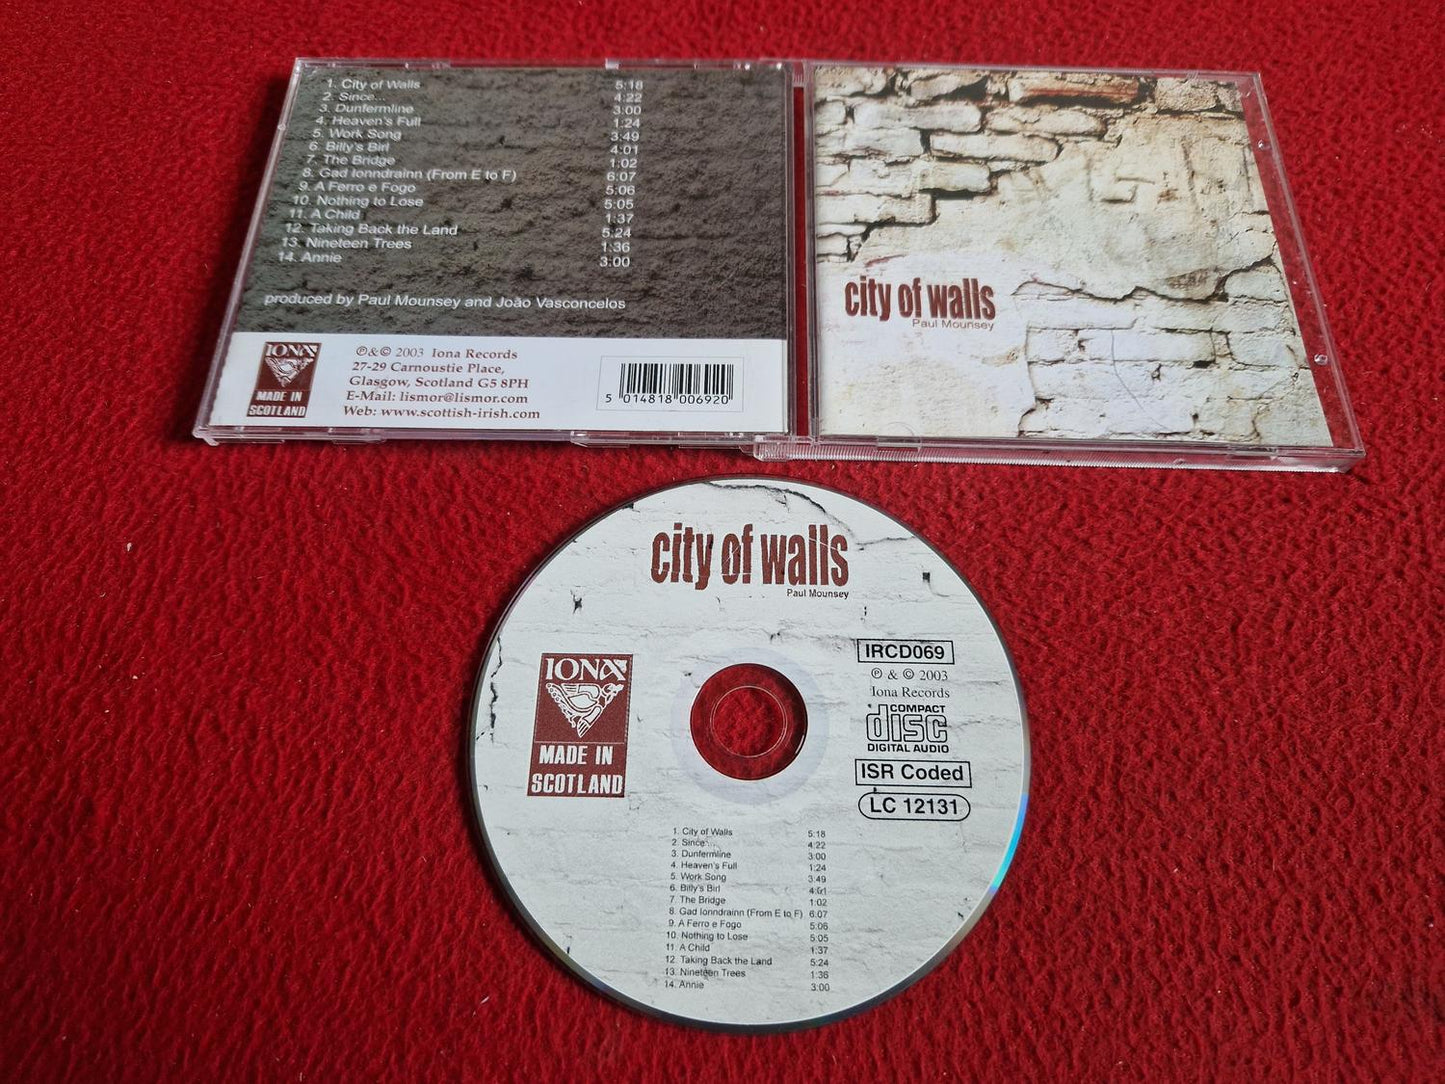 1. City of Walls 5:18
2. Since... 4:22
3. Dunfermline 3:00
4. Heaven's Full 1:24
5. Work Song 3:49
6. Billy's Birl 4:01
7. The Bridge 1:02
8. Gad Ionndrainn (From E to F) 6:07
9. A Ferro e Fogo 5:06
10. Nothing to Lose 5:05
11. A Child 1:37
12. Taking Back the Land 5:24
13. Nineteen Trees 1:36
14. Annie 3:00
produced by Paul Mounsey and João Vasconcelos
IONA
MADE IN
SCOTLAND
℗ & © 2003 Iona Records
27-29 Carnoustie Place,
Glasgow, Scotland G5 8PH
E-Mail: lismor@lismor.com
Web: www.scottish-irish.com
5 014818 006920
city of walls
Paul Mounsey
city of walls
Paul Mounsey
IONA
MADE IN
SCOTLAND
IRCD069
℗ & © 2003
Iona Records
COMPACT
disc
DIGITAL AUDIO
ISR Coded
LC 12131
1. City of Walls 5:18
2. Since... 4:22
3. Dunfermline 3:00
4. Heaven's Full 1:24
5. Work Song 3:49
6. Billy's Birl 4:01
7. The Bridge 1:02
8. Gad Ionndrainn (From E to F) 6:07
9. A Ferro e Fogo 5:06
10. Nothing to Lose 5:05
11. A Child 1:37
12. Taking Back the Land 5:24
13. Nineteen Trees 1:36
14. Annie 3:00